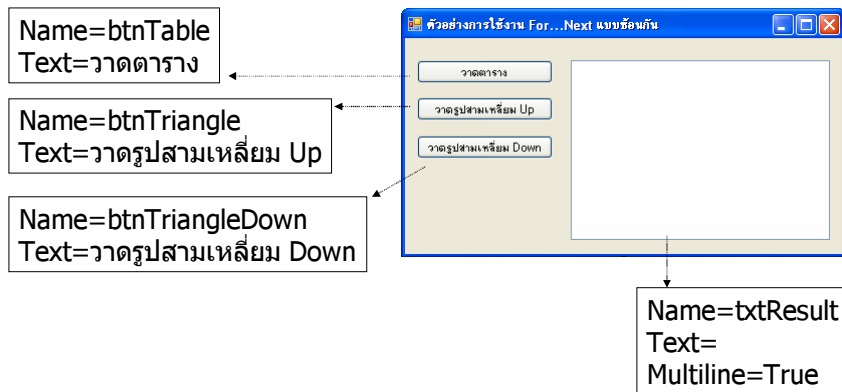 Name=btnTable
Text=วาดตาราง
Name=btnTriangle
Text=วาดรูปสามเหลี่ยม Up
Name=btnTriangleDown
Text=วาดรูปสามเหลี่ยม Down
ตัวอย่างการใช้งาน For...Next แบบซ้อนกัน
วาดตาราง
วาดรูปสามเหลี่ยม Up
วาดรูปสามเหลี่ยม Down
Name=txtResult
Text=
Multiline=True